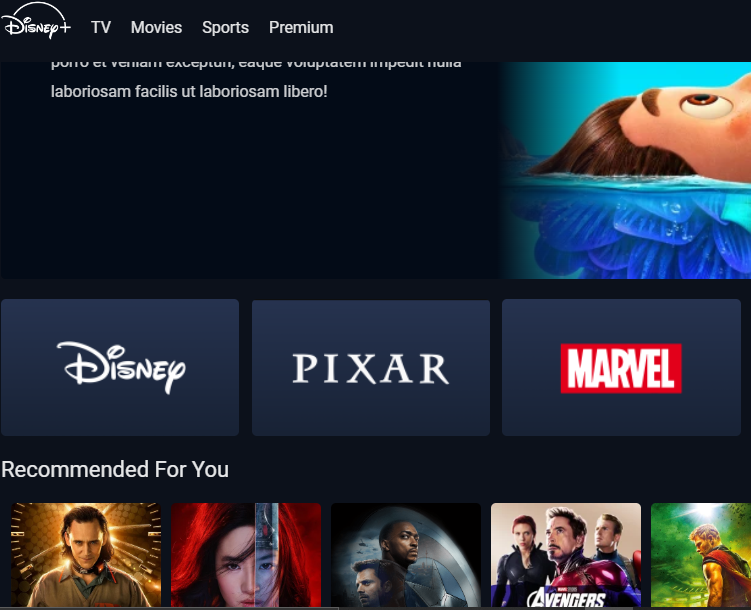 Disney+ TV Movies Sports Premium
porro et veniam excepturi, eaque voluptatem impedit nulla
laboriosam facilis ut laboriosam libero!
Disney
PIXAR
MARVEL
Recommended For You
AVENGERS